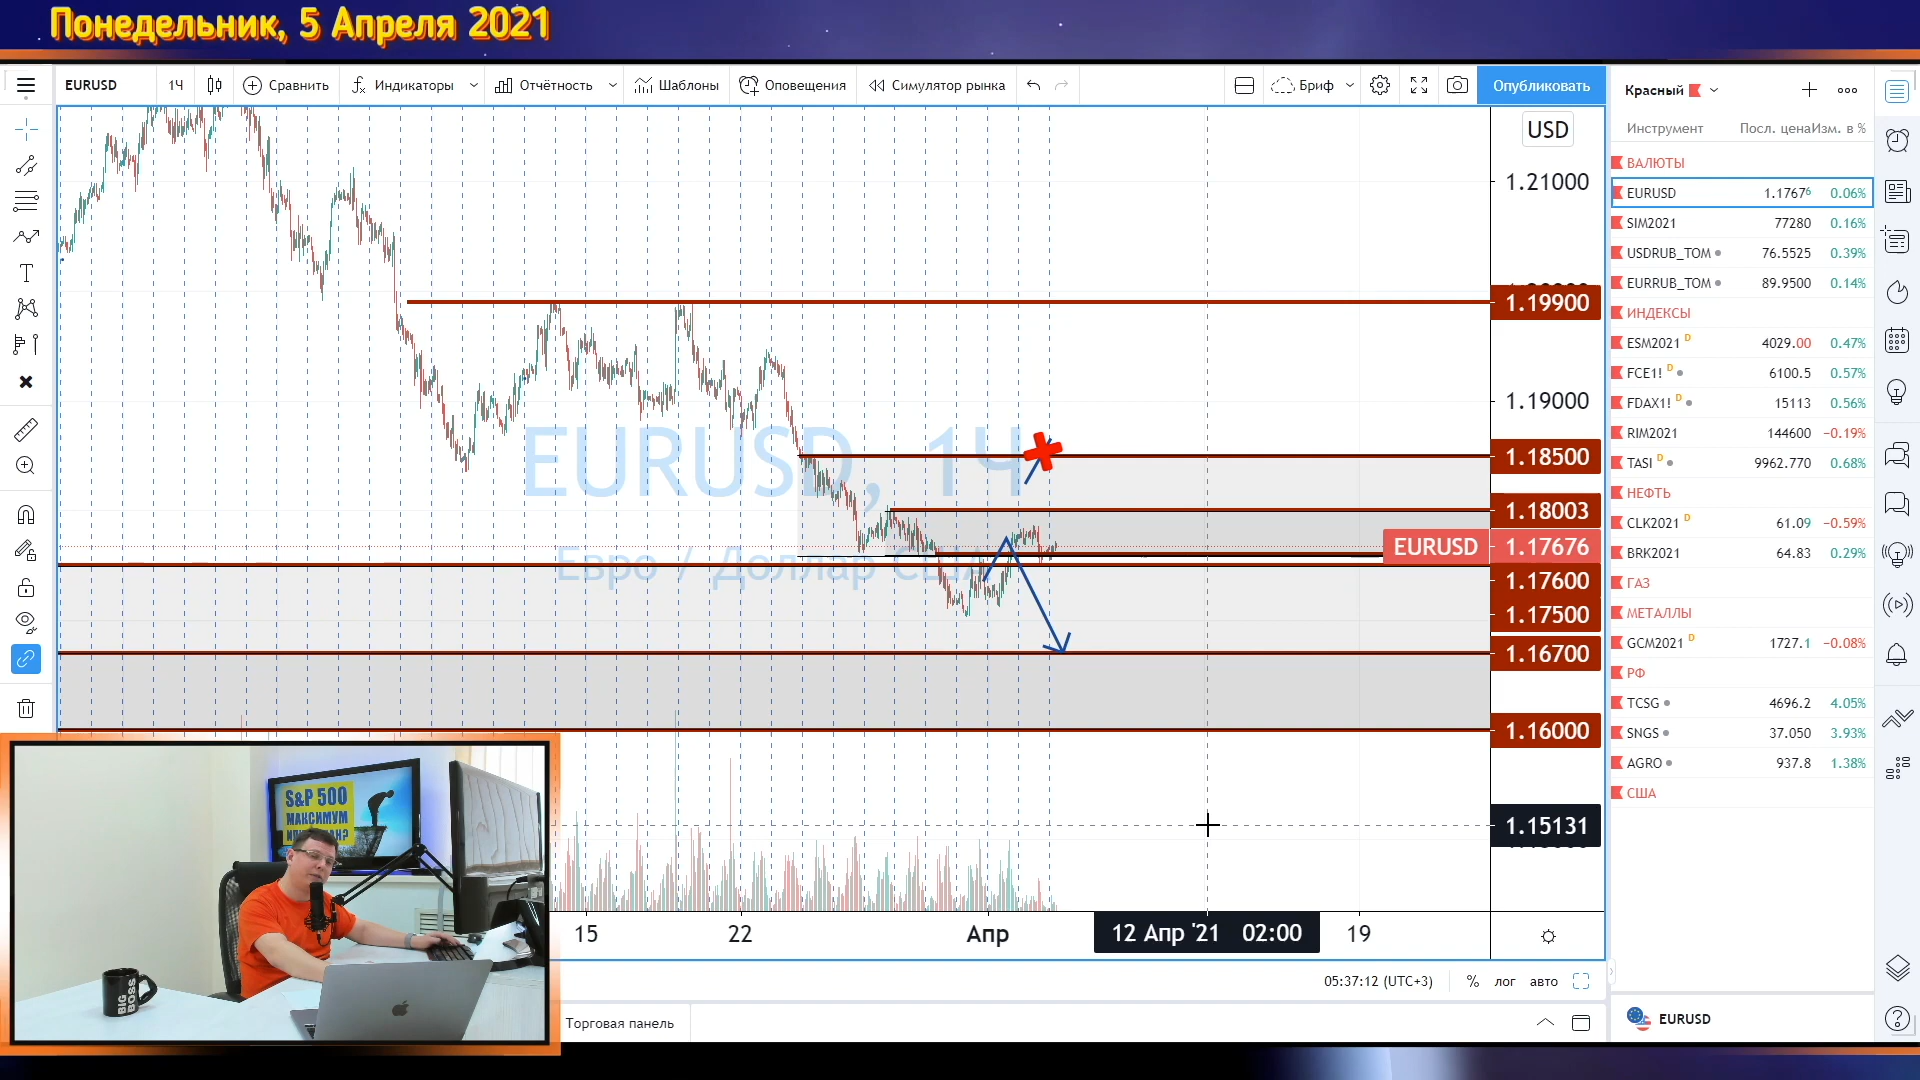 Понедельник, 5 Апреля 2021
EURUSD 1Ч Сравнить Индикаторы Отчётность Шаблоны Оповещения Симулятор рынка Бриф Опубликовать
Красный
Инструмент Посл. цена Изм. в %
ВАЛЮТЫ
EURUSD 1.17676 0.06%
SIM2021 77280 0.16%
USDRUB_TOM 76.5525 0.39%
EURRUB_TOM 89.9500 0.14%
ИНДЕКСЫ
ESM2021 D 4029.00 0.47%
FCE1! D 6100.5 0.57%
FDAX1! D 15113 0.56%
RIM2021 144600 −0.19%
TASI D 9962.770 0.68%
НЕФТЬ
CLK2021 D 61.09 −0.59%
BRK2021 64.83 0.29%
ГАЗ
МЕТАЛЛЫ
GCM2021 D 1727.1 −0.08%
РФ
TCSG 4696.2 4.05%
SNGS 37.050 3.93%
AGRO 937.8 1.38%
США
EURUSD
USD
1.21000
1.19900
1.19000
1.18500
1.18003
EURUSD 1.17676
1.17600
1.17500
1.16700
1.16000
1.15131
EURUSD, 1Ч
Евро / Доллар США
15 22 Апр 12 Апр '21 02:00 19
05:37:12 (UTC+3) % лог авто
Торговая панель
S&P 500
МАКСИМУМ
BIG
BOSS